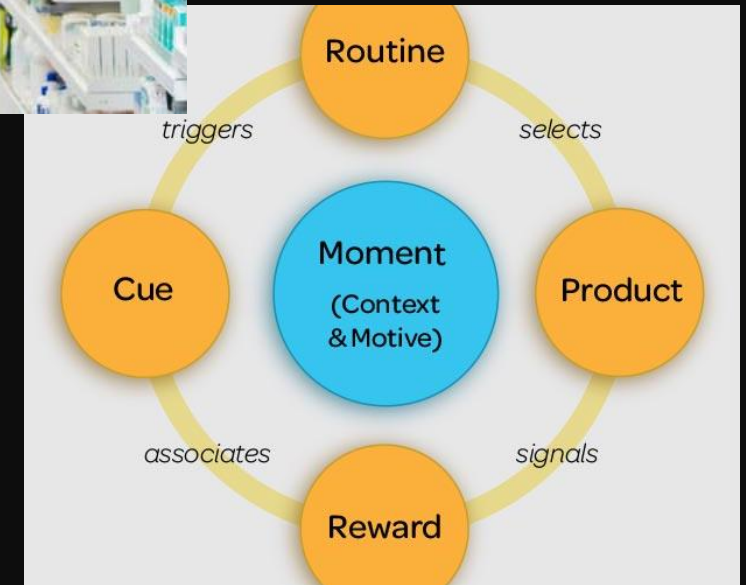 Routine
triggers
selects
Moment
(Context
& Motive)
Cue
Product
associates
signals
Reward